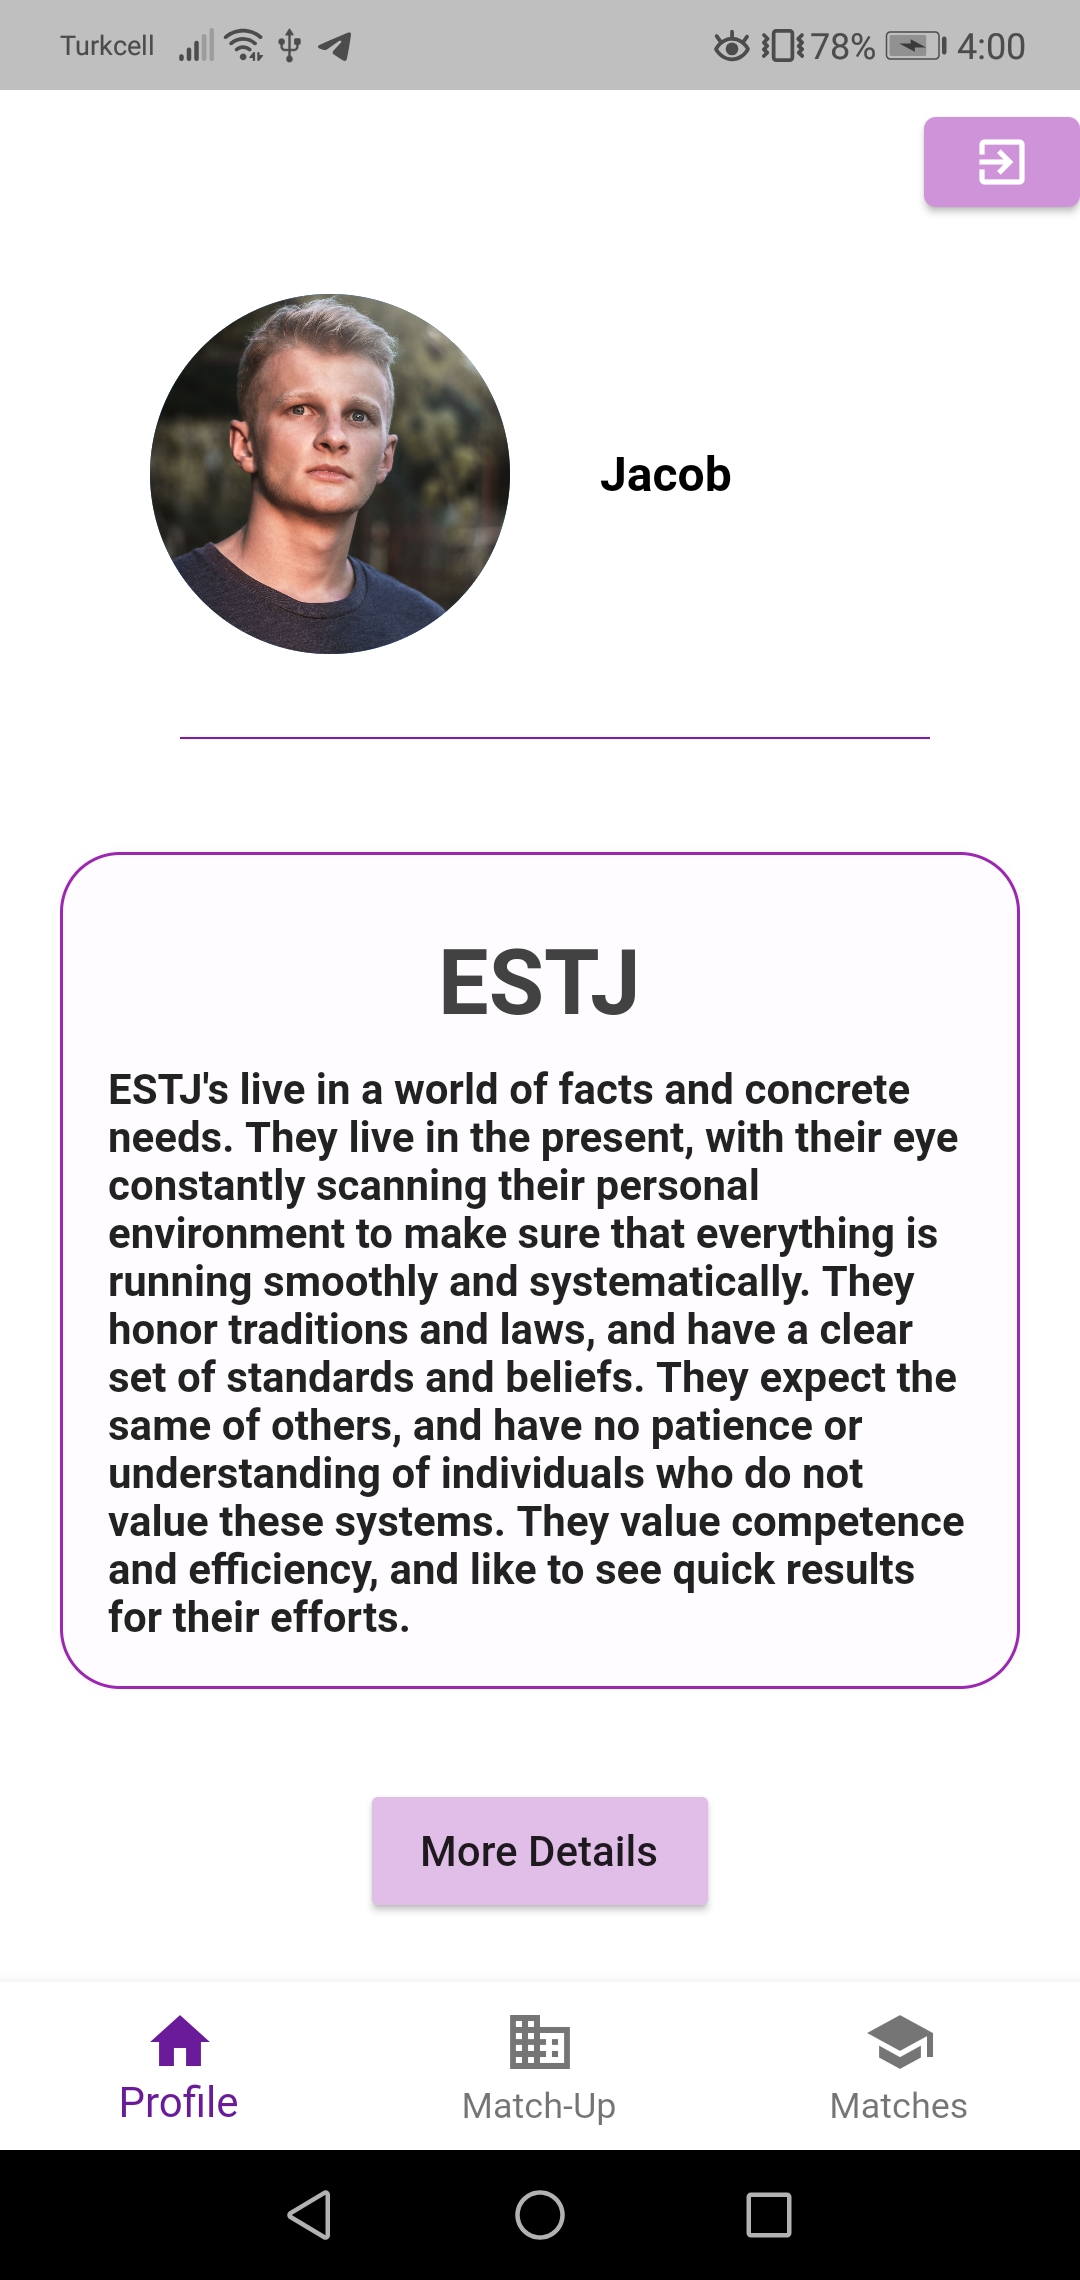 Turkcell 78% 4:00
Jacob
ESTJ
ESTJ's live in a world of facts and concrete
needs. They live in the present, with their eye
constantly scanning their personal
environment to make sure that everything is
running smoothly and systematically. They
honor traditions and laws, and have a clear
set of standards and beliefs. They expect the
same of others, and have no patience or
understanding of individuals who do not
value these systems. They value competence
and efficiency, and like to see quick results
for their efforts.
More Details
Profile Match-Up Matches